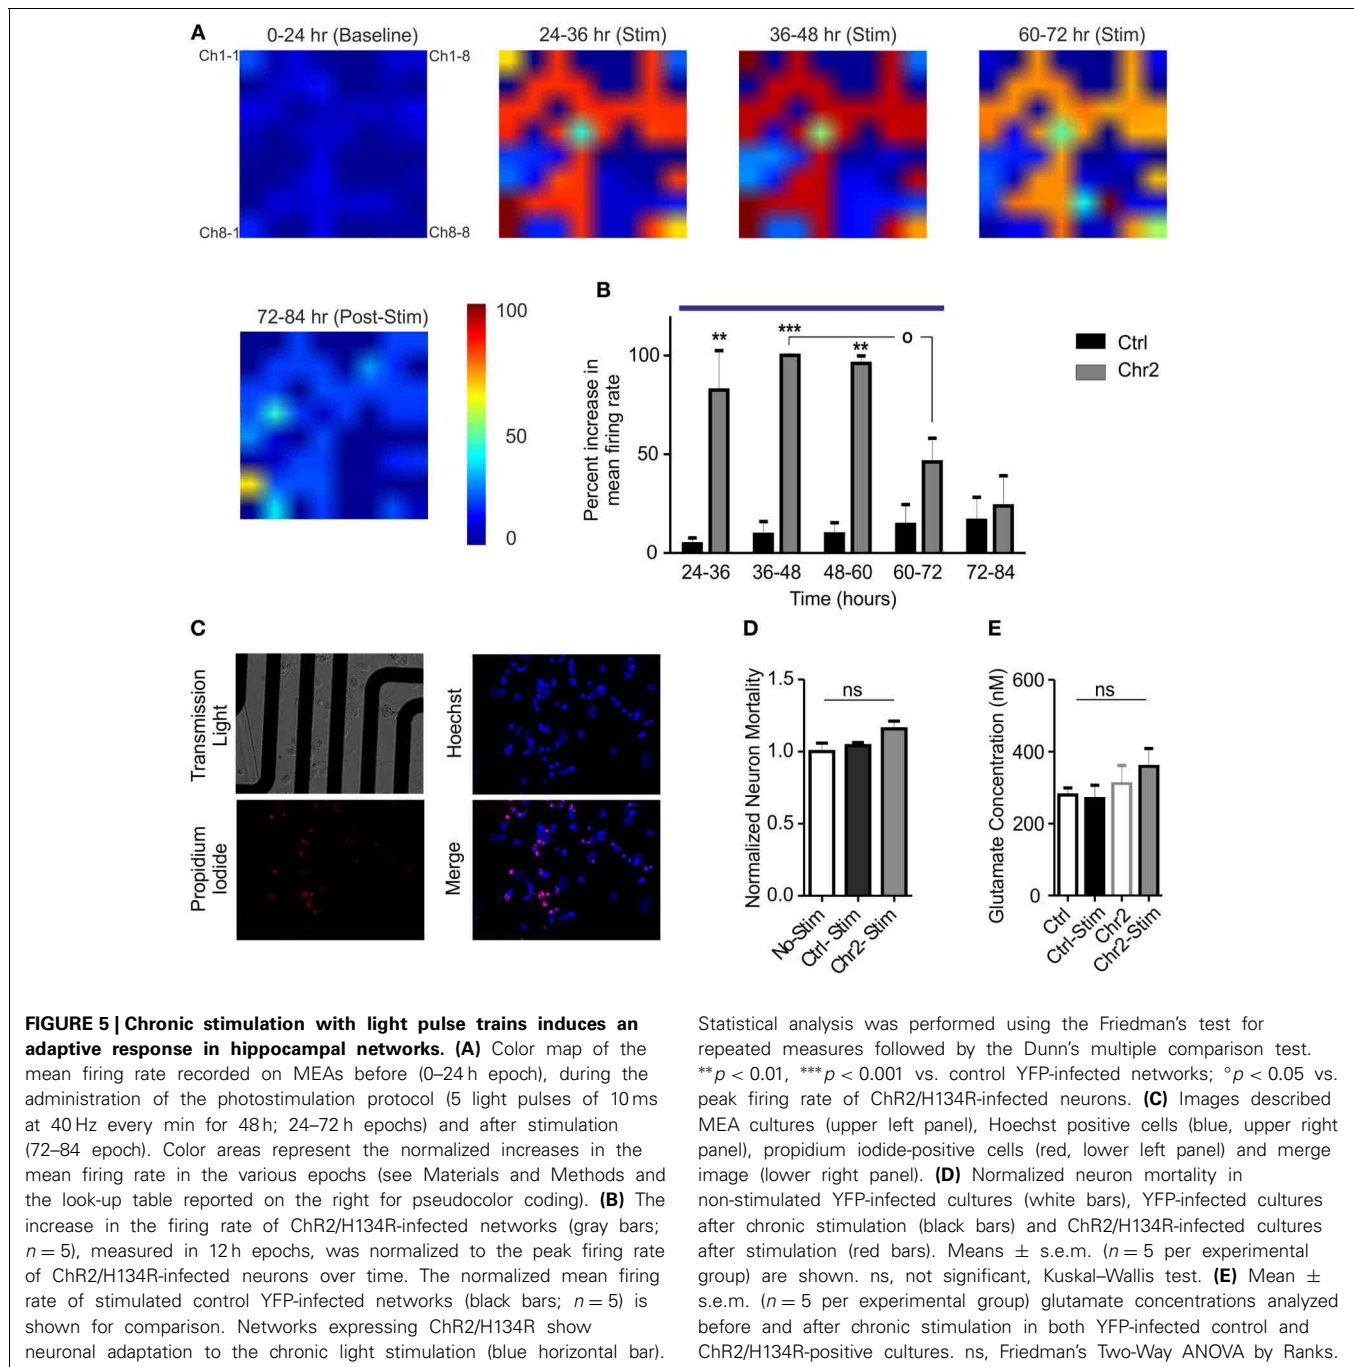 A
0-24 hr (Baseline)
24-36 hr (Stim)
36-48 hr (Stim)
60-72 hr (Stim)
Ch1-1
Ch1-8
Ch8-1
Ch8-8
72-84 hr (Post-Stim)
100
50
0
B
Percent increase in
mean firing rate
100
50
0
**
***
**
o
Ctrl
Chr2
24-36
36-48
48-60
60-72
72-84
Time (hours)
C
Transmission
Light
Hoechst
Propidium
Iodide
Merge
D
Normalized Neuron Mortality
1.5
1.0
0.5
0.0
ns
No-Stim
Ctrl- Stim
Chr2- Stim
E
Glutamate Concentration (nM)
600
400
200
0
ns
Ctrl
Ctrl-Stim
Chr2
Chr2-Stim
FIGURE 5 | Chronic stimulation with light pulse trains induces an
adaptive response in hippocampal networks. (A) Color map of the
mean firing rate recorded on MEAs before (0–24 h epoch), during the
administration of the photostimulation protocol (5 light pulses of 10 ms
at 40 Hz every min for 48 h; 24–72 h epochs) and after stimulation
(72–84 epoch). Color areas represent the normalized increases in the
mean firing rate in the various epochs (see Materials and Methods and
the look-up table reported on the right for pseudocolor coding). (B) The
increase in the firing rate of ChR2/H134R-infected networks (gray bars;
n = 5), measured in 12 h epochs, was normalized to the peak firing rate
of ChR2/H134R-infected neurons over time. The normalized mean firing
rate of stimulated control YFP-infected networks (black bars; n = 5) is
shown for comparison. Networks expressing ChR2/H134R show
neuronal adaptation to the chronic light stimulation (blue horizontal bar).
Statistical analysis was performed using the Friedman's test for
repeated measures followed by the Dunn's multiple comparison test.
**p < 0.01, ***p < 0.001 vs. control YFP-infected networks; °p < 0.05 vs.
peak firing rate of ChR2/H134R-infected neurons. (C) Images described
MEA cultures (upper left panel), Hoechst positive cells (blue, upper right
panel), propidium iodide-positive cells (red, lower left panel) and merge
image (lower right panel). (D) Normalized neuron mortality in
non-stimulated YFP-infected cultures (white bars), YFP-infected cultures
after chronic stimulation (black bars) and ChR2/H134R-infected cultures
after stimulation (red bars). Means ± s.e.m. (n = 5 per experimental
group) are shown. ns, not significant, Kuskal–Wallis test. (E) Mean ±
s.e.m. (n = 5 per experimental group) glutamate concentrations analyzed
before and after chronic stimulation in both YFP-infected control and
ChR2/H134R-positive cultures. ns, Friedman's Two-Way ANOVA by Ranks.